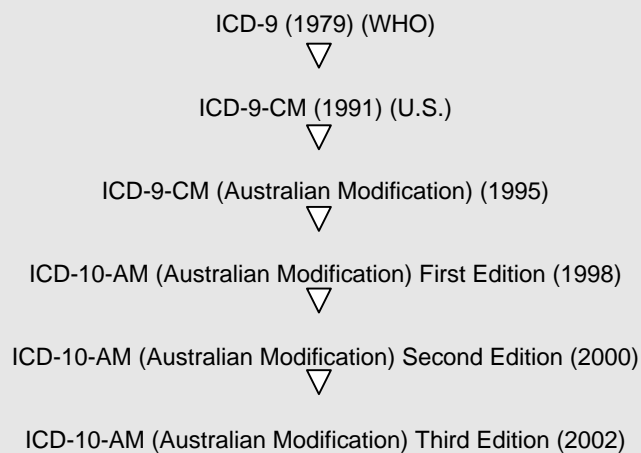 ICD-9 (1979) (WHO)
ICD-9-CM (1991) (U.S.)
ICD-9-CM (Australian Modification) (1995)
ICD-10-AM (Australian Modification) First Edition (1998)
ICD-10-AM (Australian Modification) Second Edition (2000)
ICD-10-AM (Australian Modification) Third Edition (2002)